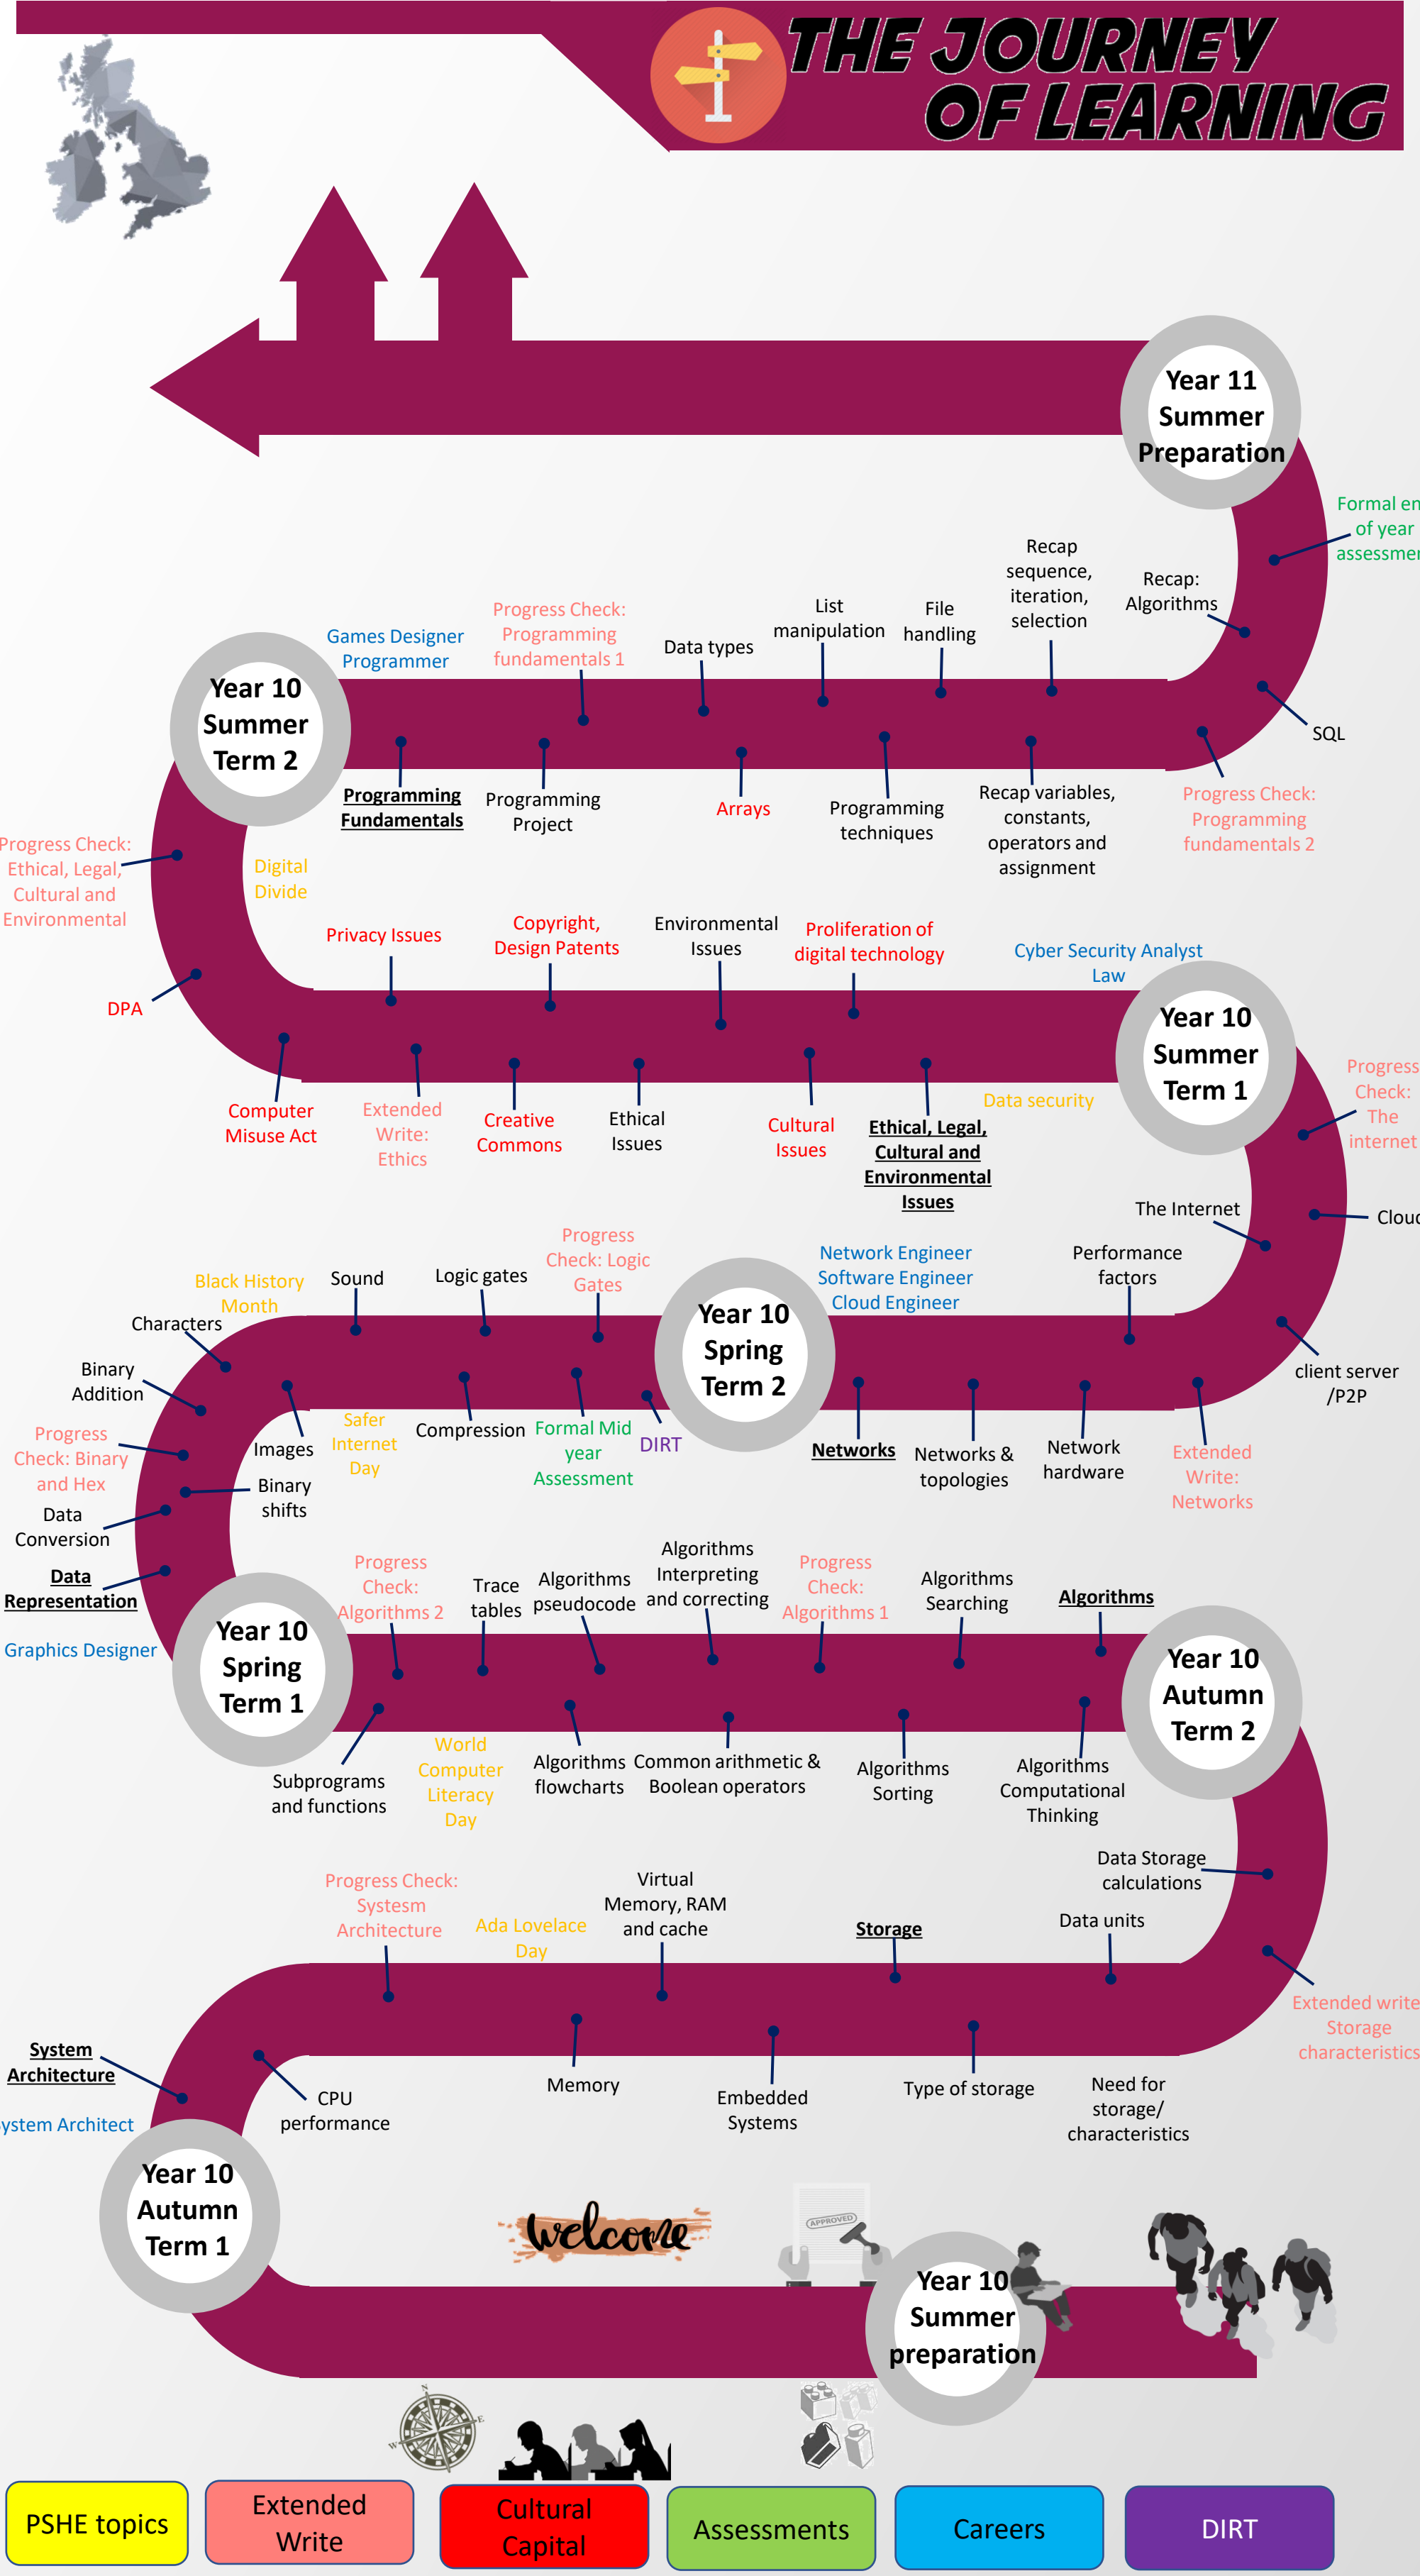 THE JOURNEY
OF LEARNING
Year 11
Summer
Preparation
Formal en
of year
assessmen
Recap
sequence,
iteration,
selection
Recap:
Algorithms
List
manipulation
File
handling
Progress Check:
Programming
fundamentals 1
Data types
Games Designer
Programmer
Year 10
Summer
Term 2
SQL
Programming
Fundamentals
Programming
Project
Arrays
Programming
techniques
Recap variables,
constants,
operators and
assignment
Progress Check:
Programming
fundamentals 2
Progress Check:
Ethical, Legal,
Cultural and
Environmental
Digital
Divide
Privacy Issues
Copyright,
Design Patents
Environmental
Issues
Proliferation of
digital technology
Cyber Security Analyst
Law
DPA
Year 10
Summer
Term 1
Computer
Misuse Act
Extended
Write:
Ethics
Creative
Commons
Ethical
Issues
Cultural
Issues
Ethical, Legal,
Cultural and
Environmental
Issues
Data security
Progress
Check:
The
internet
The Internet
Cloud
Black History
Month
Sound
Logic gates
Progress
Check: Logic
Gates
Network Engineer
Software Engineer
Cloud Engineer
Performance
factors
Characters
Year 10
Spring
Term 2
client server
/P2P
Binary
Addition
Progress
Check: Binary
and Hex
Images
Safer
Internet
Day
Compression
Formal Mid
year
Assessment
DIRT
Networks
Networks &
topologies
Network
hardware
Extended
Write:
Networks
Binary
shifts
Data
Conversion
Data
Representation
Graphics Designer
Progress
Check:
Algorithms 2
Trace
tables
Algorithms
pseudocode
Algorithms
Interpreting
and correcting
Progress
Check:
Algorithms 1
Algorithms
Searching
Algorithms
Year 10
Spring
Term 1
Year 10
Autumn
Term 2
Subprograms
and functions
World
Computer
Literacy
Day
Algorithms
flowcharts
Common arithmetic &
Boolean operators
Algorithms
Sorting
Algorithms
Computational
Thinking
Data Storage
calculations
Progress Check:
Systesm
Architecture
Ada Lovelace
Day
Virtual
Memory, RAM
and cache
Storage
Data units
Extended write
Storage
characteristics
System
Architecture
ystem Architect
CPU
performance
Memory
Embedded
Systems
Type of storage
Need for
storage/
characteristics
Year 10
Autumn
Term 1
welcome
APPROVED
Year 10
Summer
preparation
N
W
E
PSHE topics
Extended
Write
Cultural
Capital
Assessments
Careers
DIRT